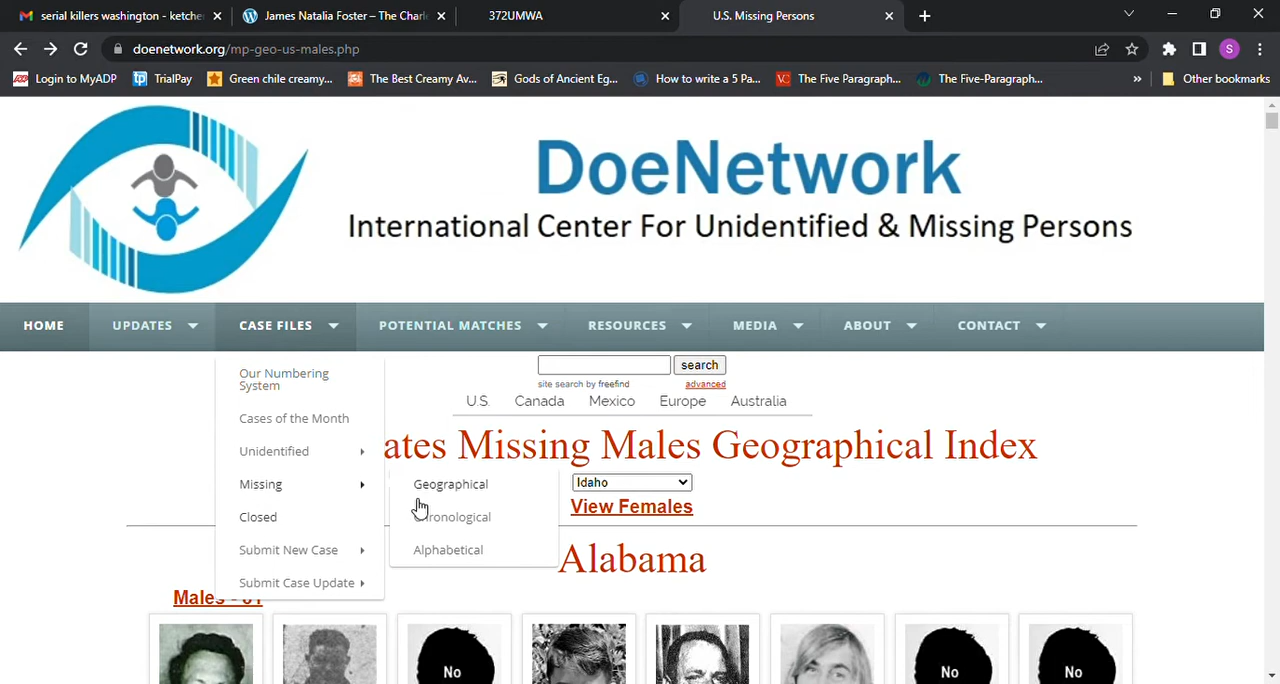 serial killers washington - ketche
James Natalia Foster – The Charl
372UMWA
U.S. Missing Persons
doenetwork.org/mp-geo-us-males.php
S
Login to MyADP
TrialPay
Green chile creamy...
The Best Creamy Av...
Gods of Ancient Eg...
How to write a 5 Pa...
The Five Paragraph...
The Five-Paragraph...
Other bookmarks
DoeNetwork
International Center For Unidentified & Missing Persons
HOME
UPDATES
CASE FILES
POTENTIAL MATCHES
RESOURCES
MEDIA
ABOUT
CONTACT
Our Numbering
System
Cases of the Month
Unidentified
Missing
Closed
Submit New Case
Submit Case Update
Geographical
Chronological
Alphabetical
search
site search by freefind
advanced
U.S.
Canada
Mexico
Europe
Australia
ates Missing Males Geographical Index
Idaho
View Females
Alabama
Males -
No
No
No